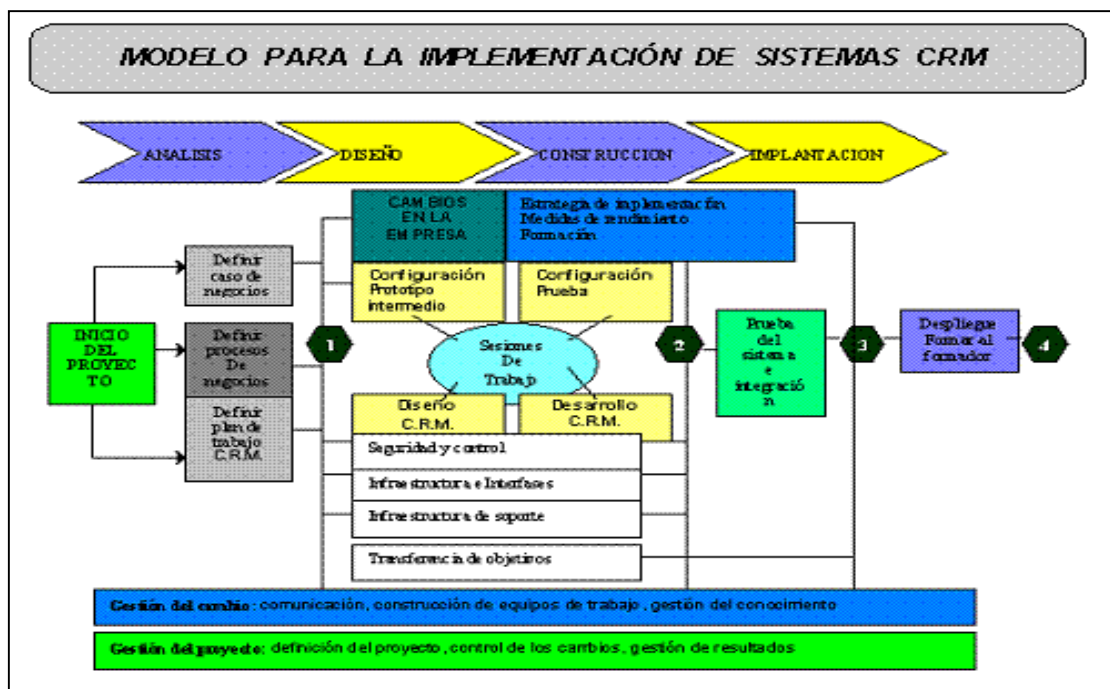 MODELO PARA LA IMPLEMENTACIÓN DE SISTEMAS CRM
ANALISIS
DISEÑO
CONSTRUCCION
IMPLANTACION
CAMBIOS
EN LA
EMPRESA
Estrategia de implementación
Medidas de rendimiento
Formación
Definir
caso de
negocios
Configuración
Prototipo
intermedio
Configuración
Prueba
INICIO
DEL
PROYEC
TO
Definir
procesos
De
negocios
1
Sesiones
De
Trabajo
2
Prueba
del
sistema
e
integració
n
3
Despliegue
Formar al
formador
4
Definir
plan de
trabajo
C.R.M.
Diseño
C.R.M.
Desarrollo
C.R.M.
Seguridad y control
Infraestructura e Interfases
Infraestructura de soporte
Transferencia de objetivos
Gestión del cambio: comunicación, construcción de equipos de trabajo, gestión del conocimiento
Gestión del proyecto: definición del proyecto, control de los cambios, gestión de resultados